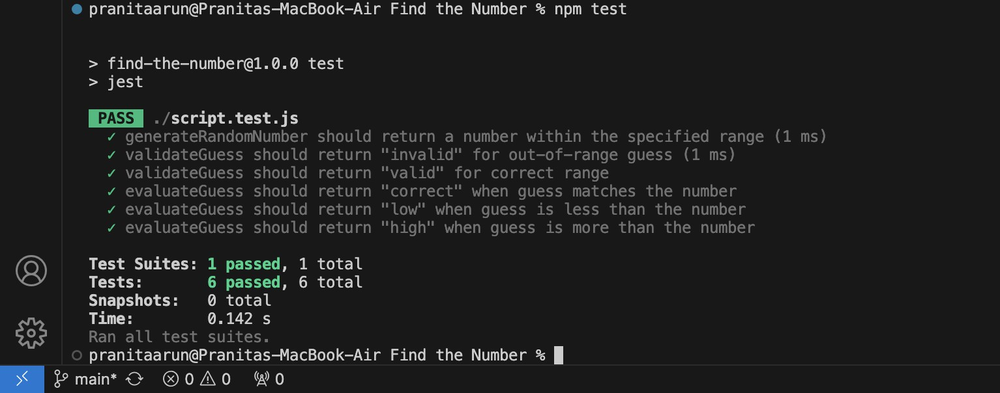 pranitaarun@Pranitas-MacBook-Air Find the Number % npm test
> find-the-number@1.0.0 test
> jest
PASS ./script.test.js
✓ generateRandomNumber should return a number within the specified range (1 ms)
✓ validateGuess should return "invalid" for out-of-range guess (1 ms)
✓ validateGuess should return "valid" for correct range
✓ evaluateGuess should return "correct" when guess matches the number
✓ evaluateGuess should return "low" when guess is less than the number
✓ evaluateGuess should return "high" when guess is more than the number
Test Suites: 1 passed, 1 total
Tests: 6 passed, 6 total
Snapshots: 0 total
Time: 0.142 s
Ran all test suites.
pranitaarun@Pranitas-MacBook-Air Find the Number %
main* 0 0 0